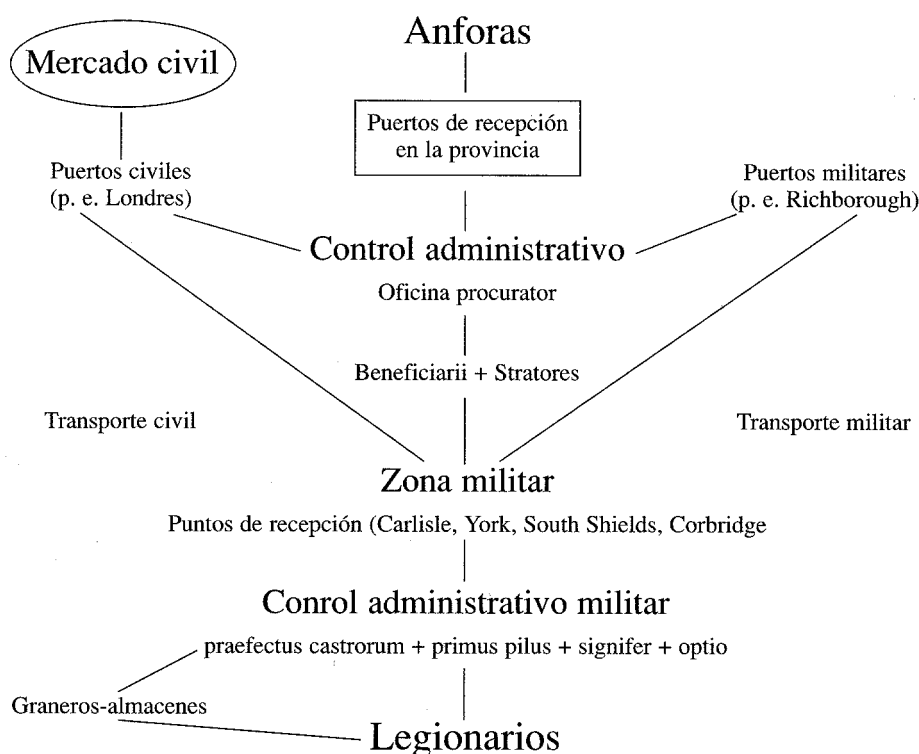 Anforas
Mercado civil
Puertos de recepción
en la provincia
Puertos civiles
(p. e. Londres)
Puertos militares
(p. e. Richborough)
Control administrativo
Oficina procurator
Beneficiarii + Stratores
Transporte civil
Transporte militar
Zona militar
Puntos de recepción (Carlisle, York, South Shields, Corbridge
Conrol administrativo militar
praefectus castrorum + primus pilus + signifer + optio
Graneros-almacenes
Legionarios